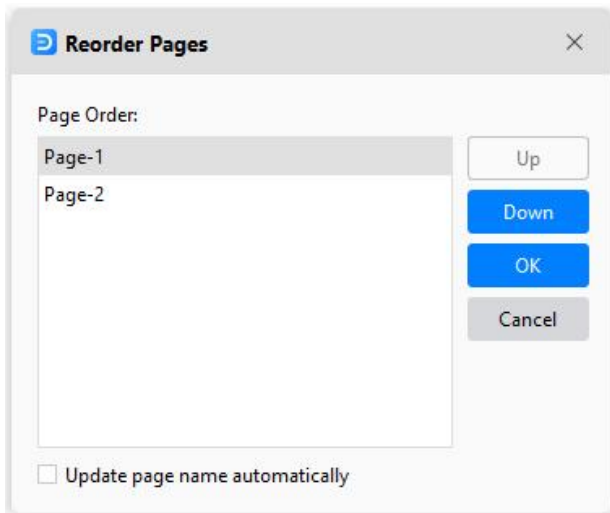 Reorder Pages
Page Order:
Page-1
Page-2
Up
Down
OK
Cancel
Update page name automatically